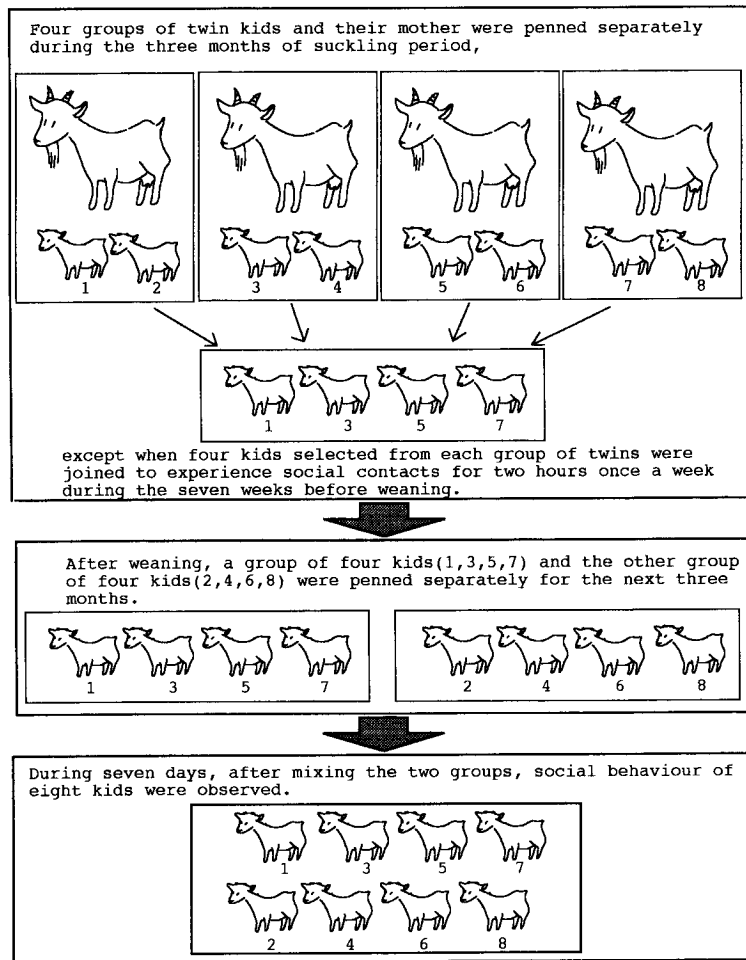 Four groups of twin kids and their mother were penned separately
during the three months of suckling period,
1 2 3 4 5 6 7 8
1 3 5 7
except when four kids selected from each group of twins were
joined to experience social contacts for two hours once a week
during the seven weeks before weaning.
After weaning, a group of four kids(1,3,5,7) and the other group
of four kids(2,4,6,8) were penned separately for the next three
months.
1 3 5 7 2 4 6 8
During seven days, after mixing the two groups, social behaviour of
eight kids were observed.
1 3 5 7
2 4 6 8